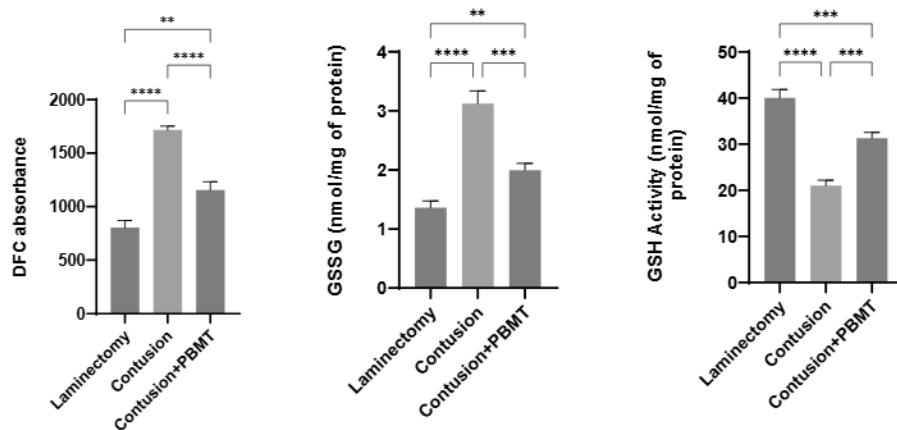 **
****
****
2000
1500
1000
500
0
DFC absorbance
Laminectomy
Contusion
Contusion+PBMT
**
****
***
4
3
2
1
0
GSSG (nmol/mg of protein)
Laminectomy
Contusion
Contusion+PBMT
***
****
***
50
40
30
20
10
0
GSH Activity (nmol/mg of
protein)
Laminectomy
Contusion
Contusion+PBMT